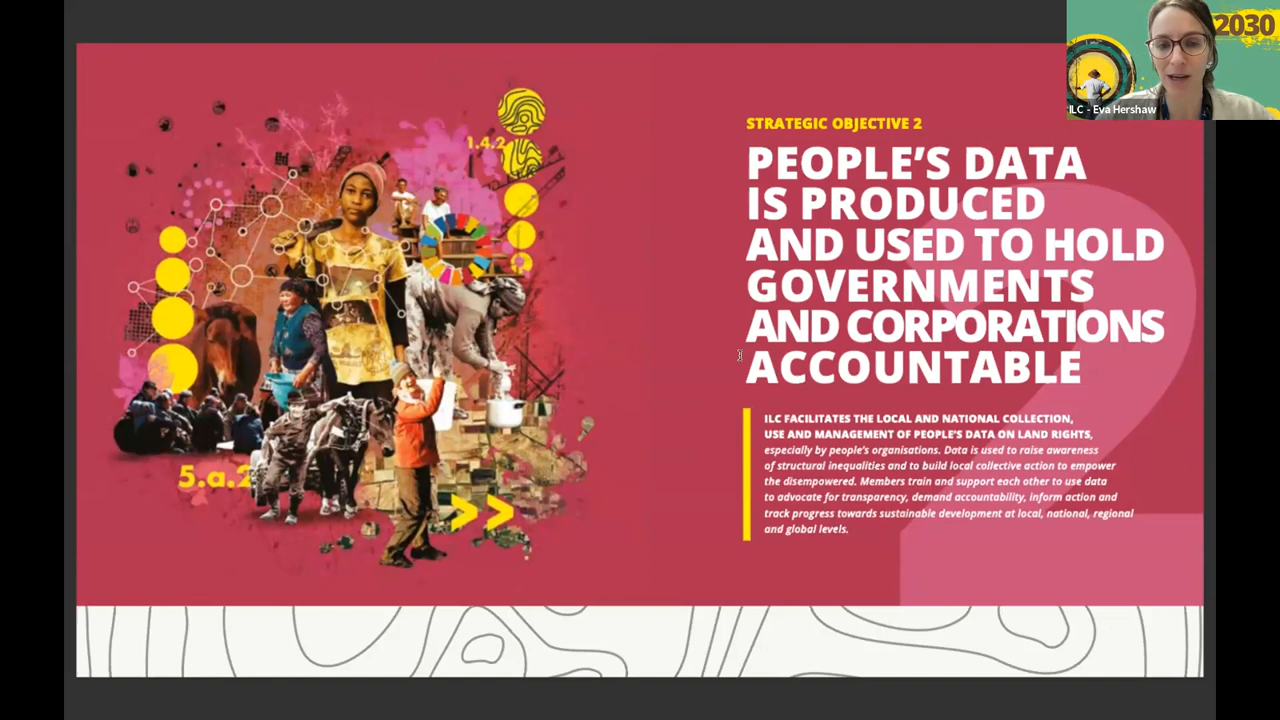 2030
ILC - Eva Hershaw
1.4.2
5.a.2
>>
STRATEGIC OBJECTIVE 2
PEOPLE'S DATA
IS PRODUCED
AND USED TO HOLD
GOVERNMENTS
AND CORPORATIONS
ACCOUNTABLE
2
ILC FACILITATES THE LOCAL AND NATIONAL COLLECTION,
USE AND MANAGEMENT OF PEOPLE'S DATA ON LAND RIGHTS,
especially by people's organisations. Data is used to raise awareness
of structural inequalities and to build local collective action to empower
the disempowered. Members train and support each other to use data
to advocate for transparency, demand accountability, inform action and
track progress towards sustainable development at local, national, regional
and global levels.